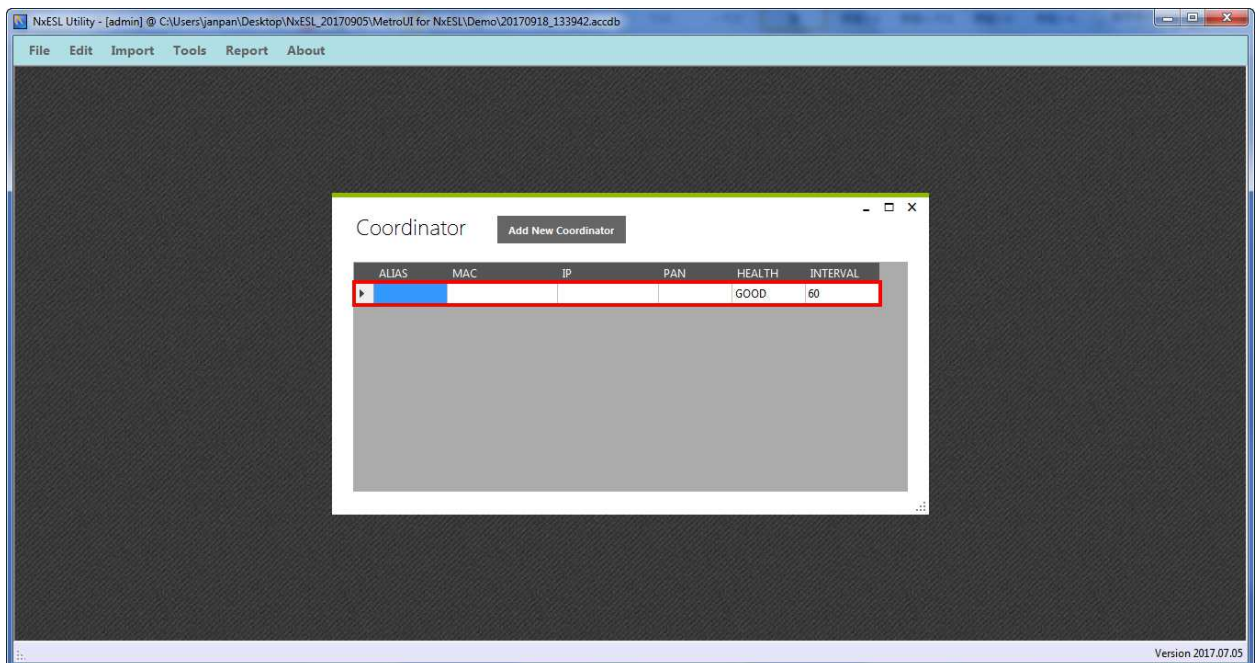 NxESL Utility - [admin] @ C:\Users\janpan\Desktop\NxESL_20170905\MetroUI for NxESL\Demo\20170918_133942.accdb
File Edit Import Tools Report About
Coordinator Add New Coordinator
ALIAS MAC IP PAN HEALTH INTERVAL
GOOD 60
Version 2017.07.05